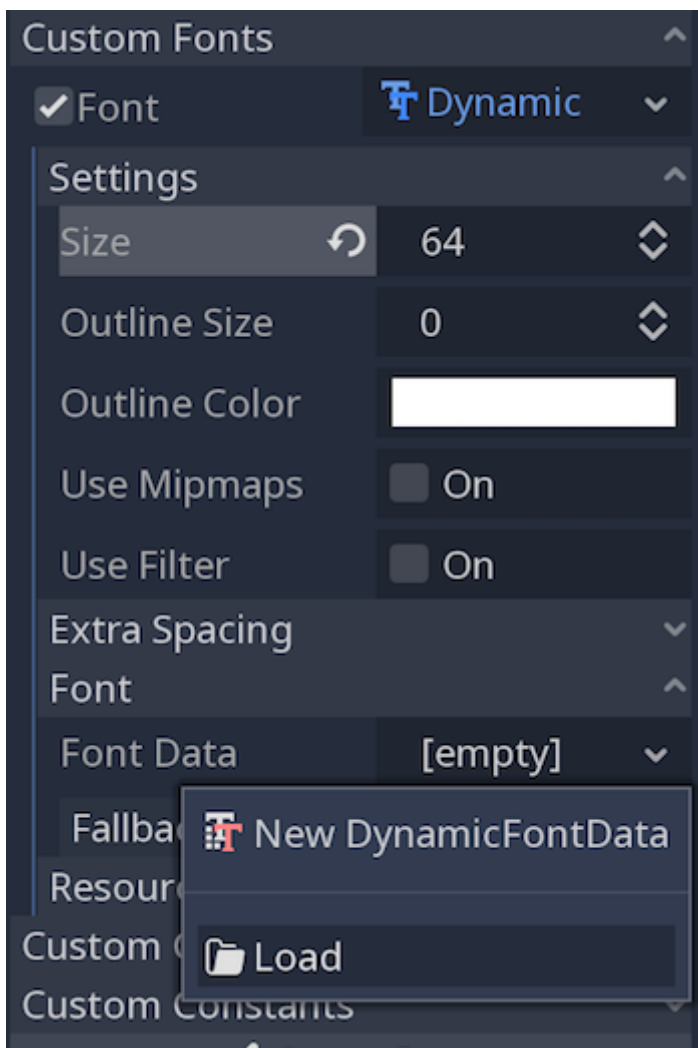 Custom Fonts
Font Dynamic
Settings
Size 64
Outline Size 0
Outline Color
Use Mipmaps On
Use Filter On
Extra Spacing
Font
Font Data [empty]
New DynamicFontData
Load
Custom
Custom Constants